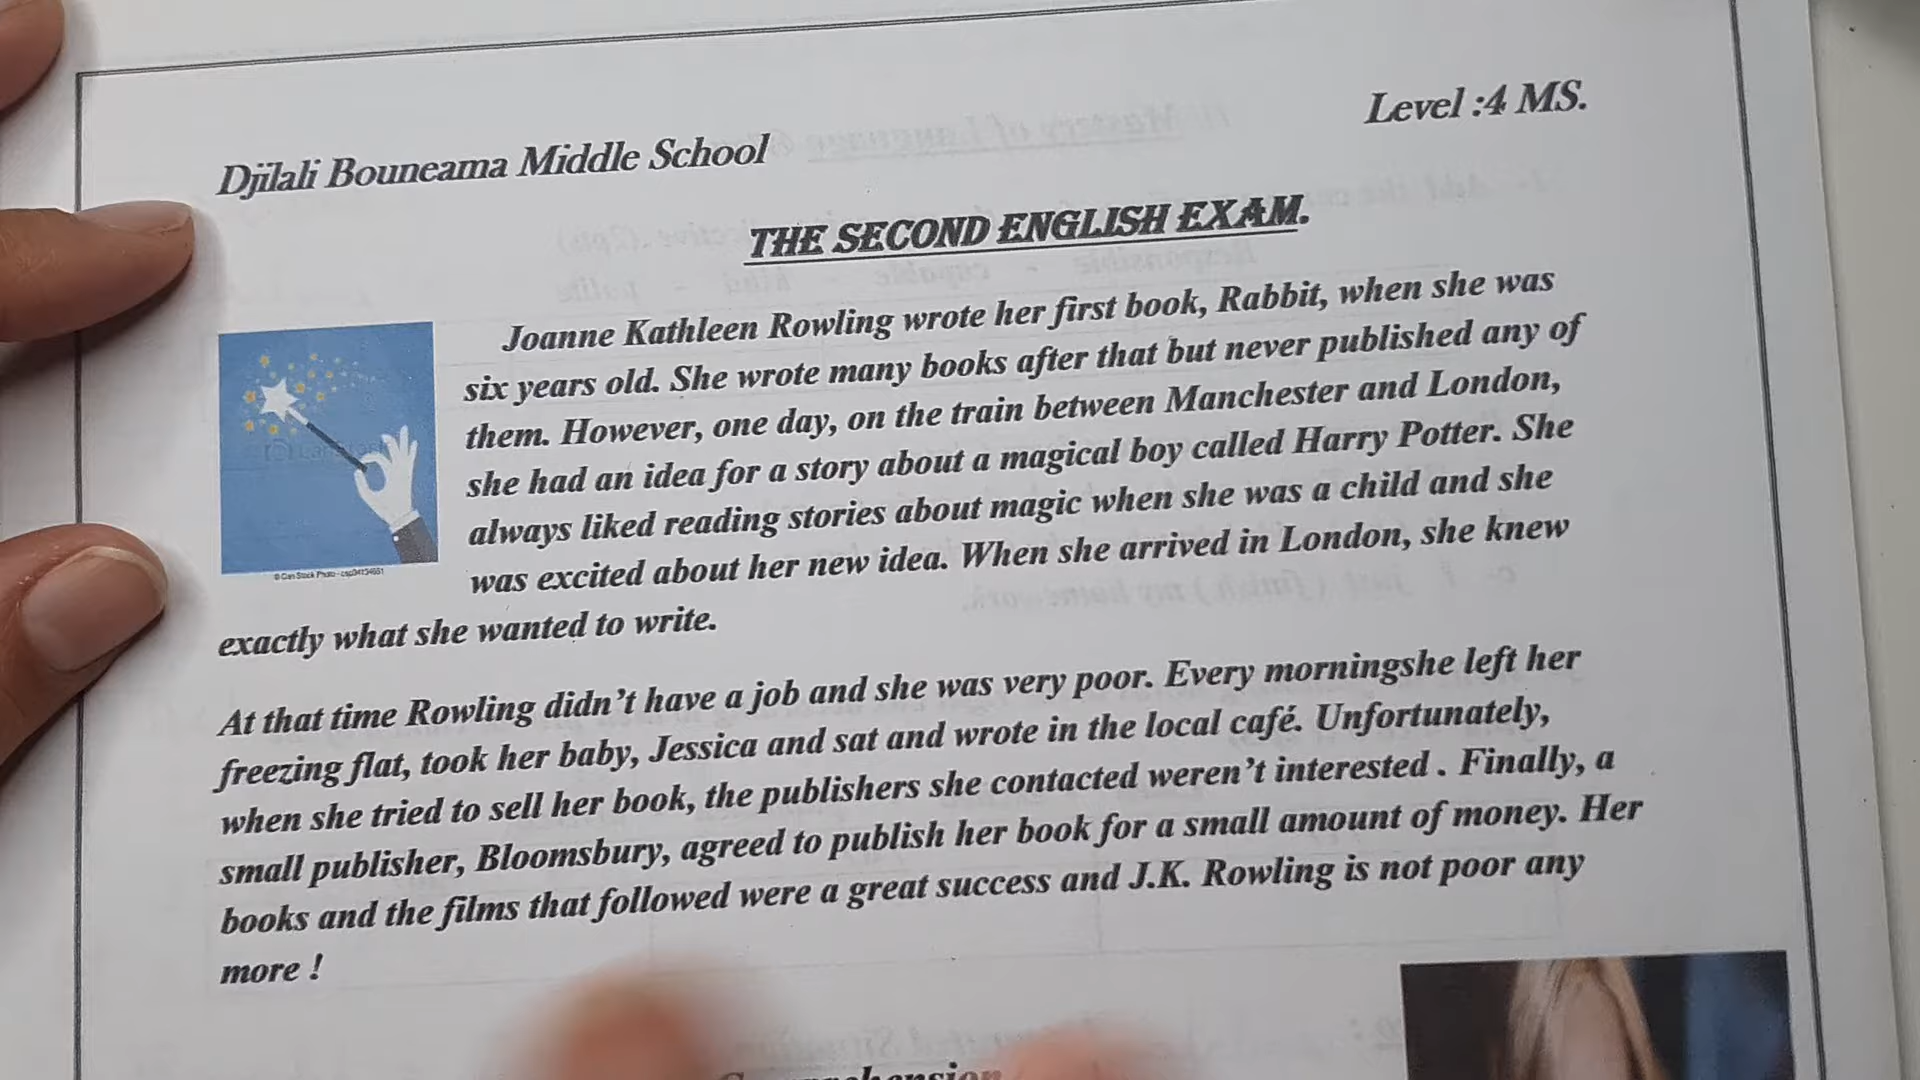 Level :4 MS.
Djilali Bouneama Middle School
THE SECOND ENGLISH EXAM.
Joanne Kathleen Rowling wrote her first book, Rabbit, when she was
six years old. She wrote many books after that but never published any of
them. However, one day, on the train between Manchester and London,
she had an idea for a story about a magical boy called Harry Potter. She
always liked reading stories about magic when she was a child and she
was excited about her new idea. When she arrived in London, she knew
exactly what she wanted to write.
At that time Rowling didn’t have a job and she was very poor. Every morningshe left her
freezing flat, took her baby, Jessica and sat and wrote in the local café. Unfortunately,
when she tried to sell her book, the publishers she contacted weren’t interested . Finally, a
small publisher, Bloomsbury, agreed to publish her book for a small amount of money. Her
books and the films that followed were a great success and J.K. Rowling is not poor any
more !